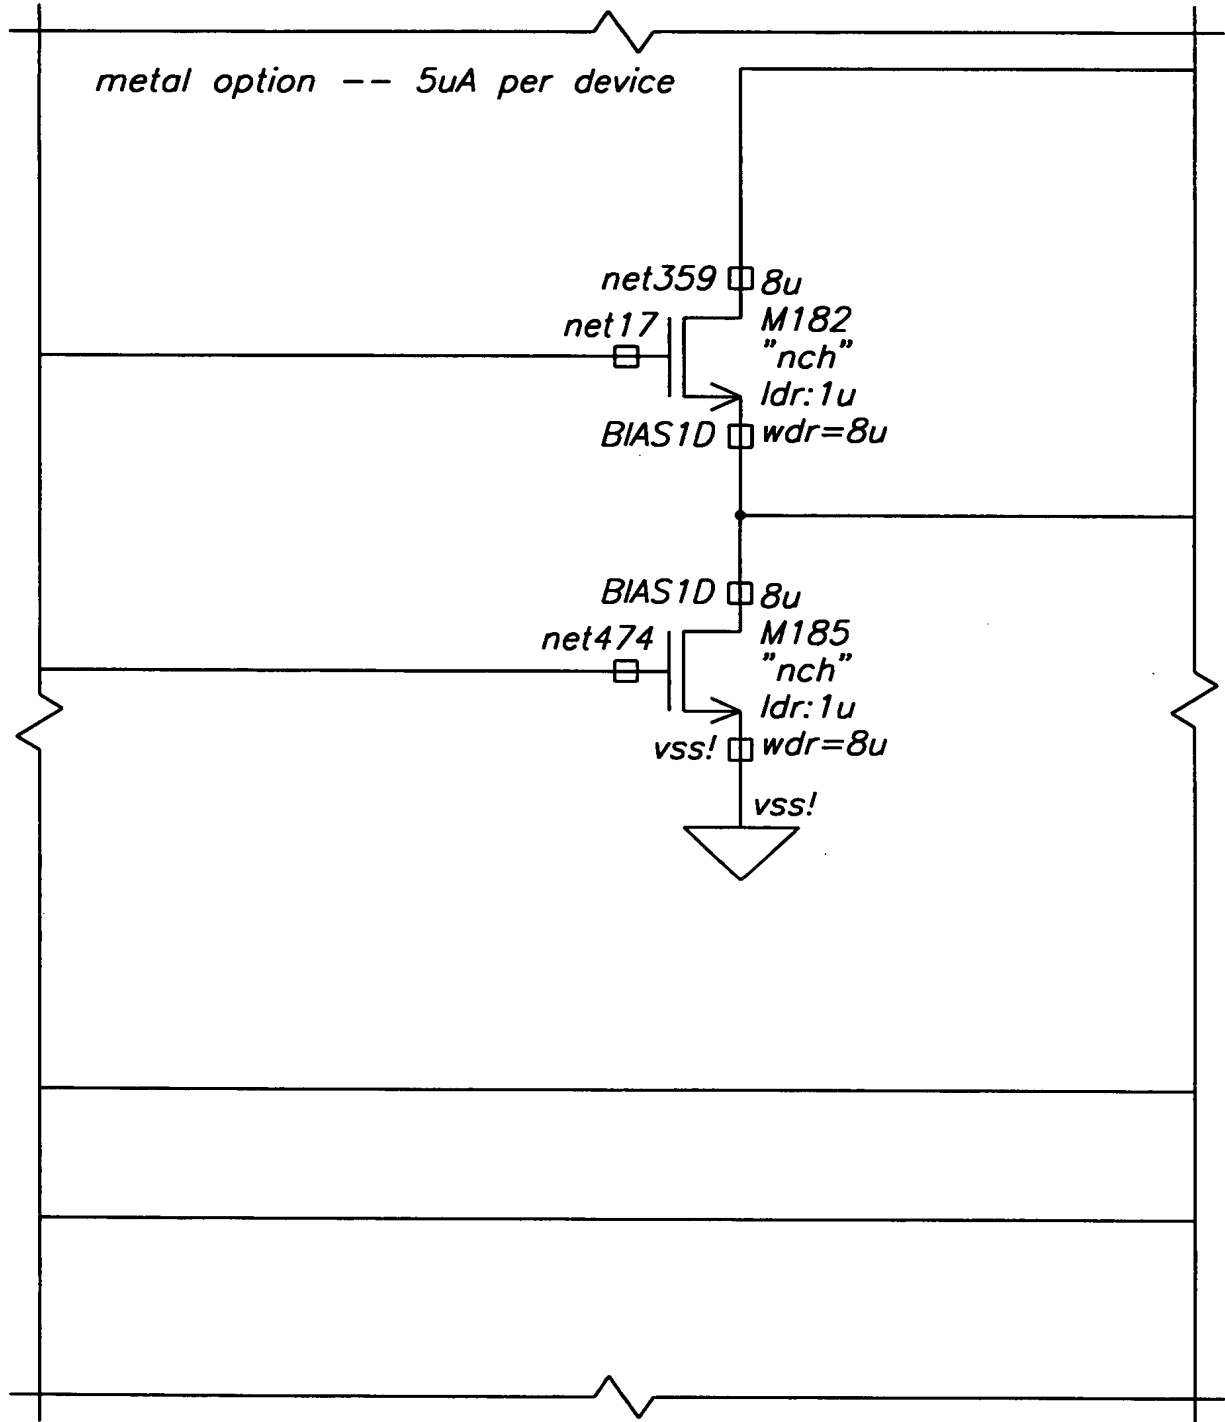 metal option -- 5uA per device
net359 8u
net17 M182
"nch"
ldr:1u
BIAS1D wdr=8u
BIAS1D 8u
net474 M185
"nch"
ldr:1u
vss! wdr=8u
vss!